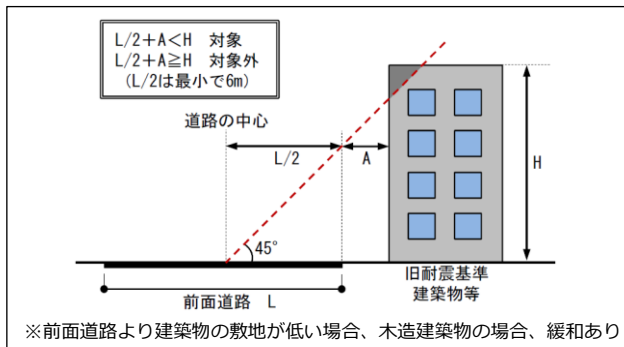 L/2＋A＜H　対象
L/2＋A≧H　対象外
（L/2は最小で6m）
道路の中心
L/2
A
H
45°
旧耐震基準
建築物等
前面道路　L
※前面道路より建築物の敷地が低い場合、木造建築物の場合、緩和あり